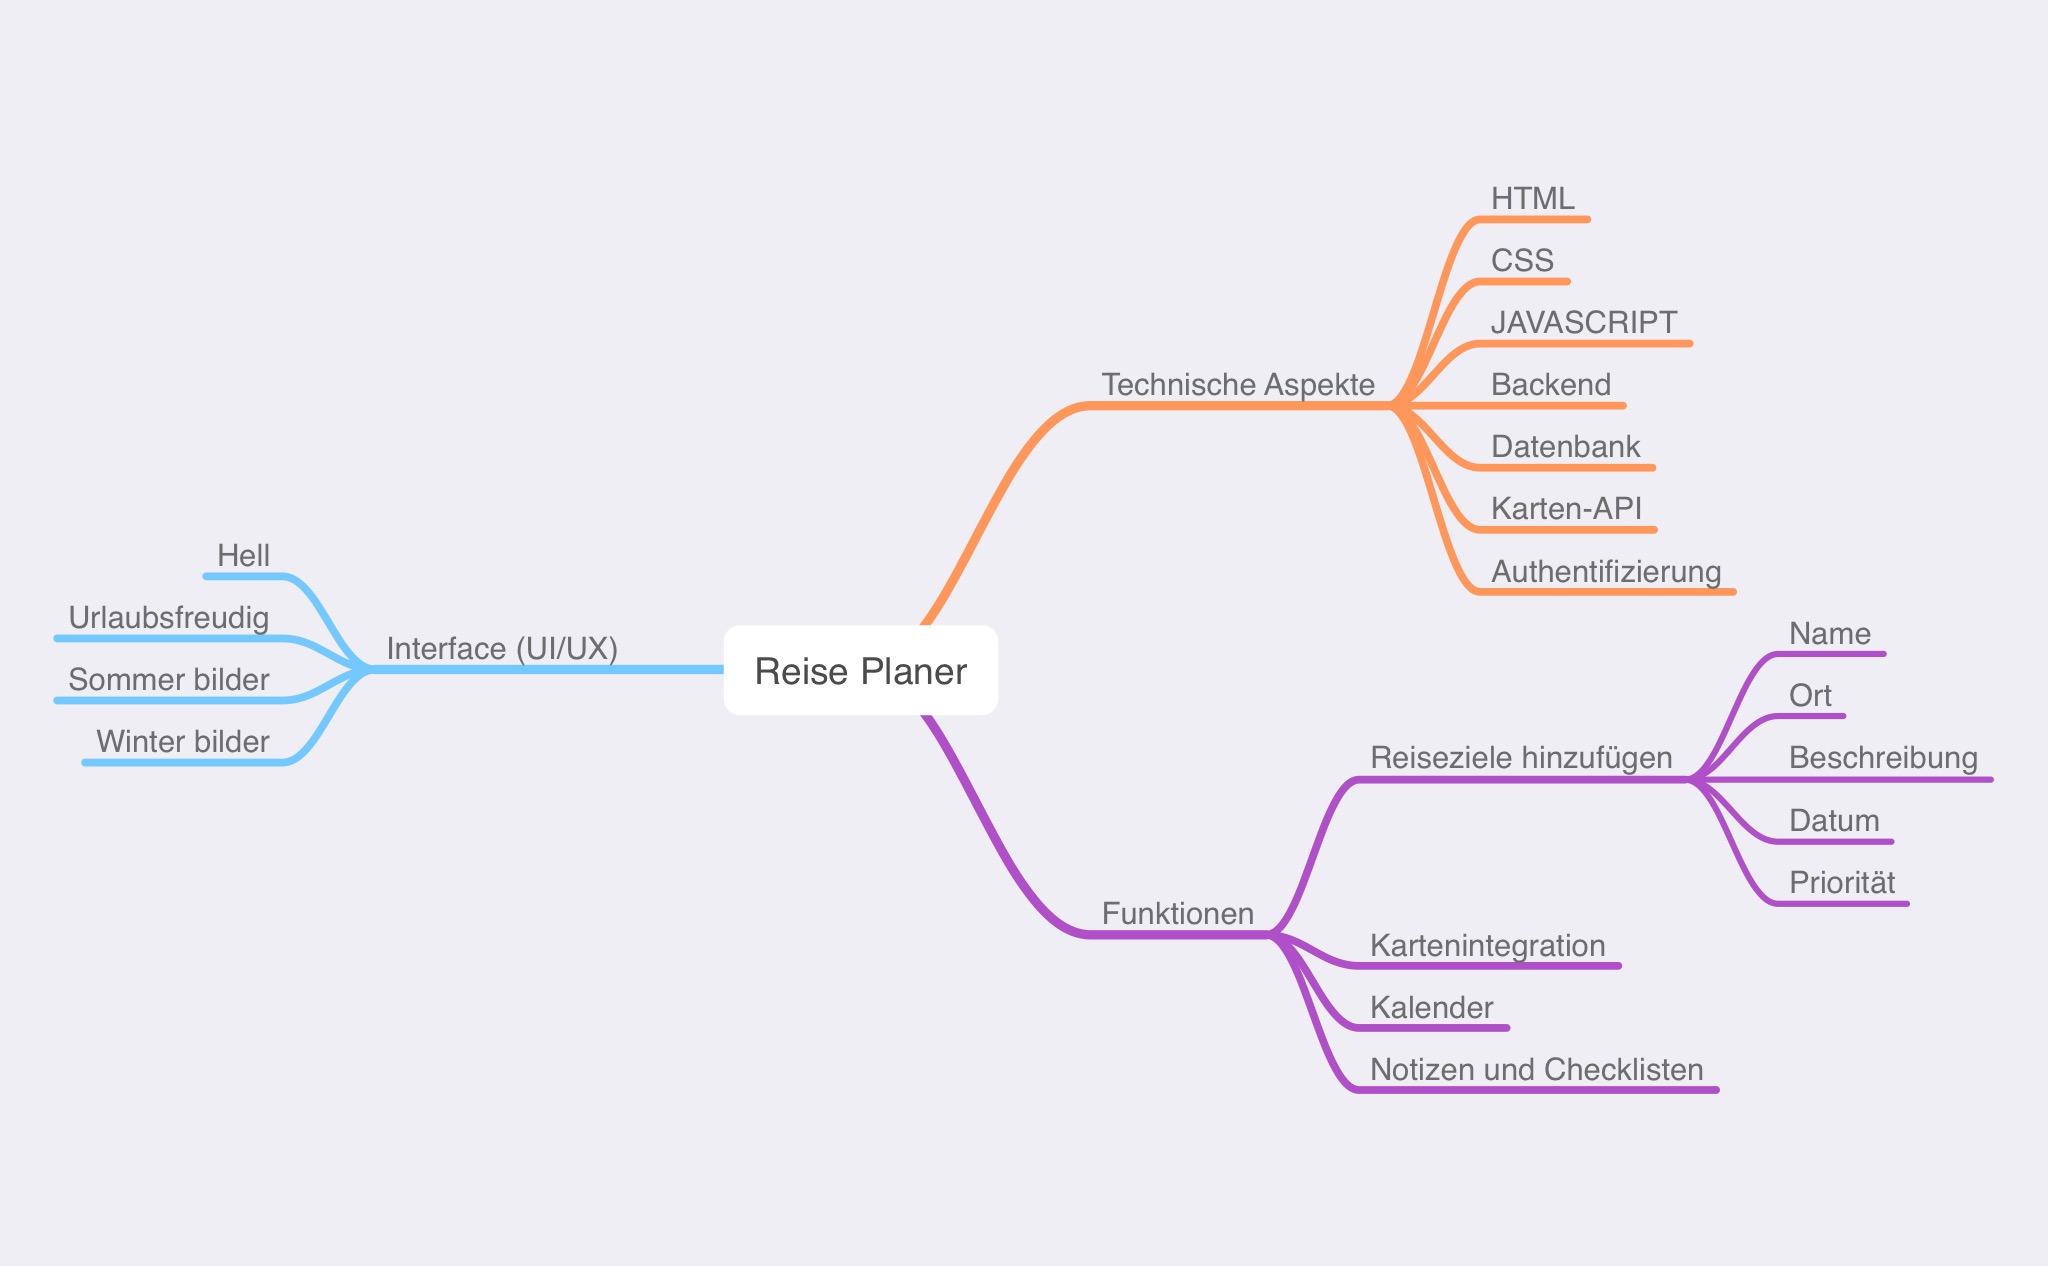 Reise Planer
Technische Aspekte
HTML
CSS
JAVASCRIPT
Backend
Datenbank
Karten-API
Authentifizierung
Funktionen
Reiseziele hinzufügen
Name
Ort
Beschreibung
Datum
Priorität
Kartenintegration
Kalender
Notizen und Checklisten
Interface (UI/UX)
Hell
Urlaubsfreudig
Sommer bilder
Winter bilder